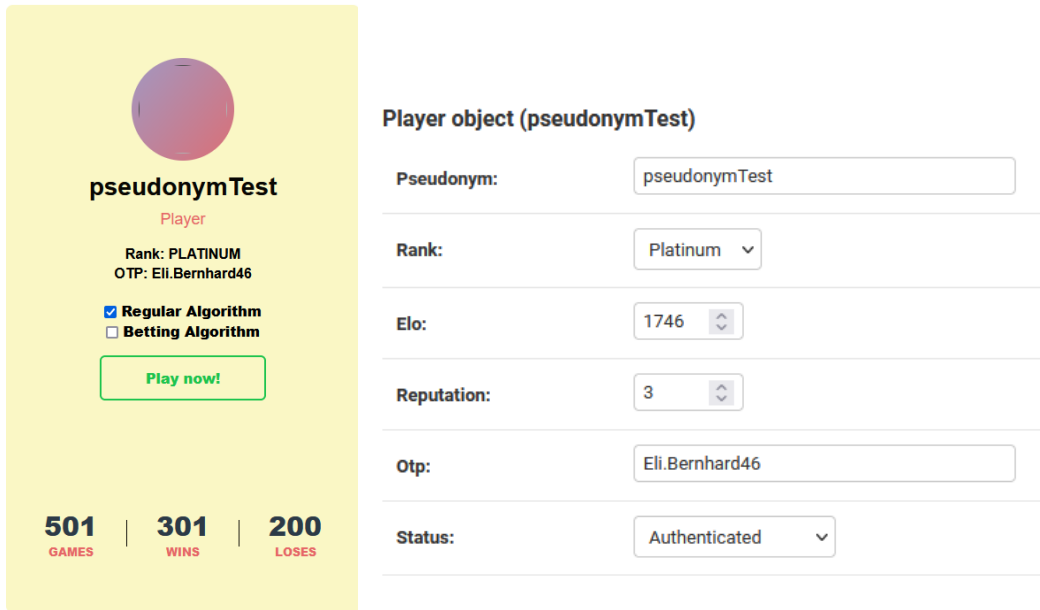 pseudonymTest
Player
Rank: PLATINUM
OTP: Eli.Bernhard46
Regular Algorithm
Betting Algorithm
Play now!
501 301 200
GAMES WINS LOSES
Player object (pseudonymTest)
Pseudonym: pseudonymTest
Rank: Platinum
Elo: 1746
Reputation: 3
Otp: Eli.Bernhard46
Status: Authenticated